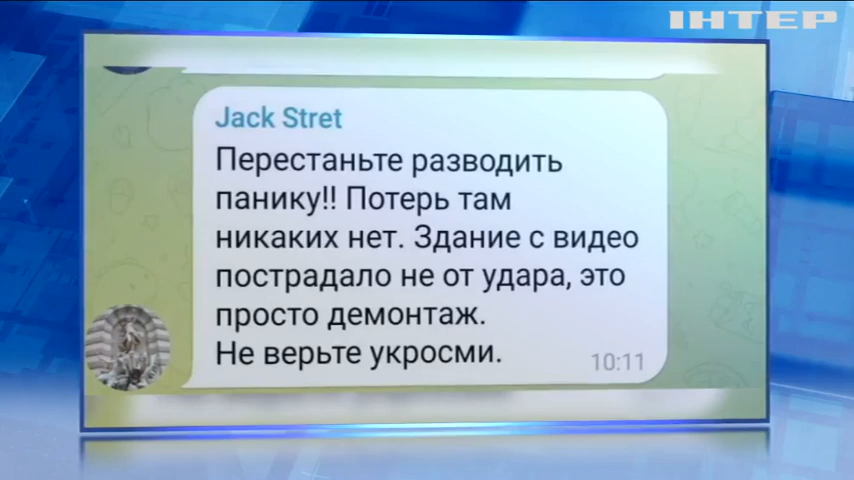 ІНТЕР
Jack Stret
Перестаньте разводить
панику!! Потерь там
никаких нет. Здание с видео
пострадало не от удара, это
просто демонтаж.
Не верьте укросми.
10:11